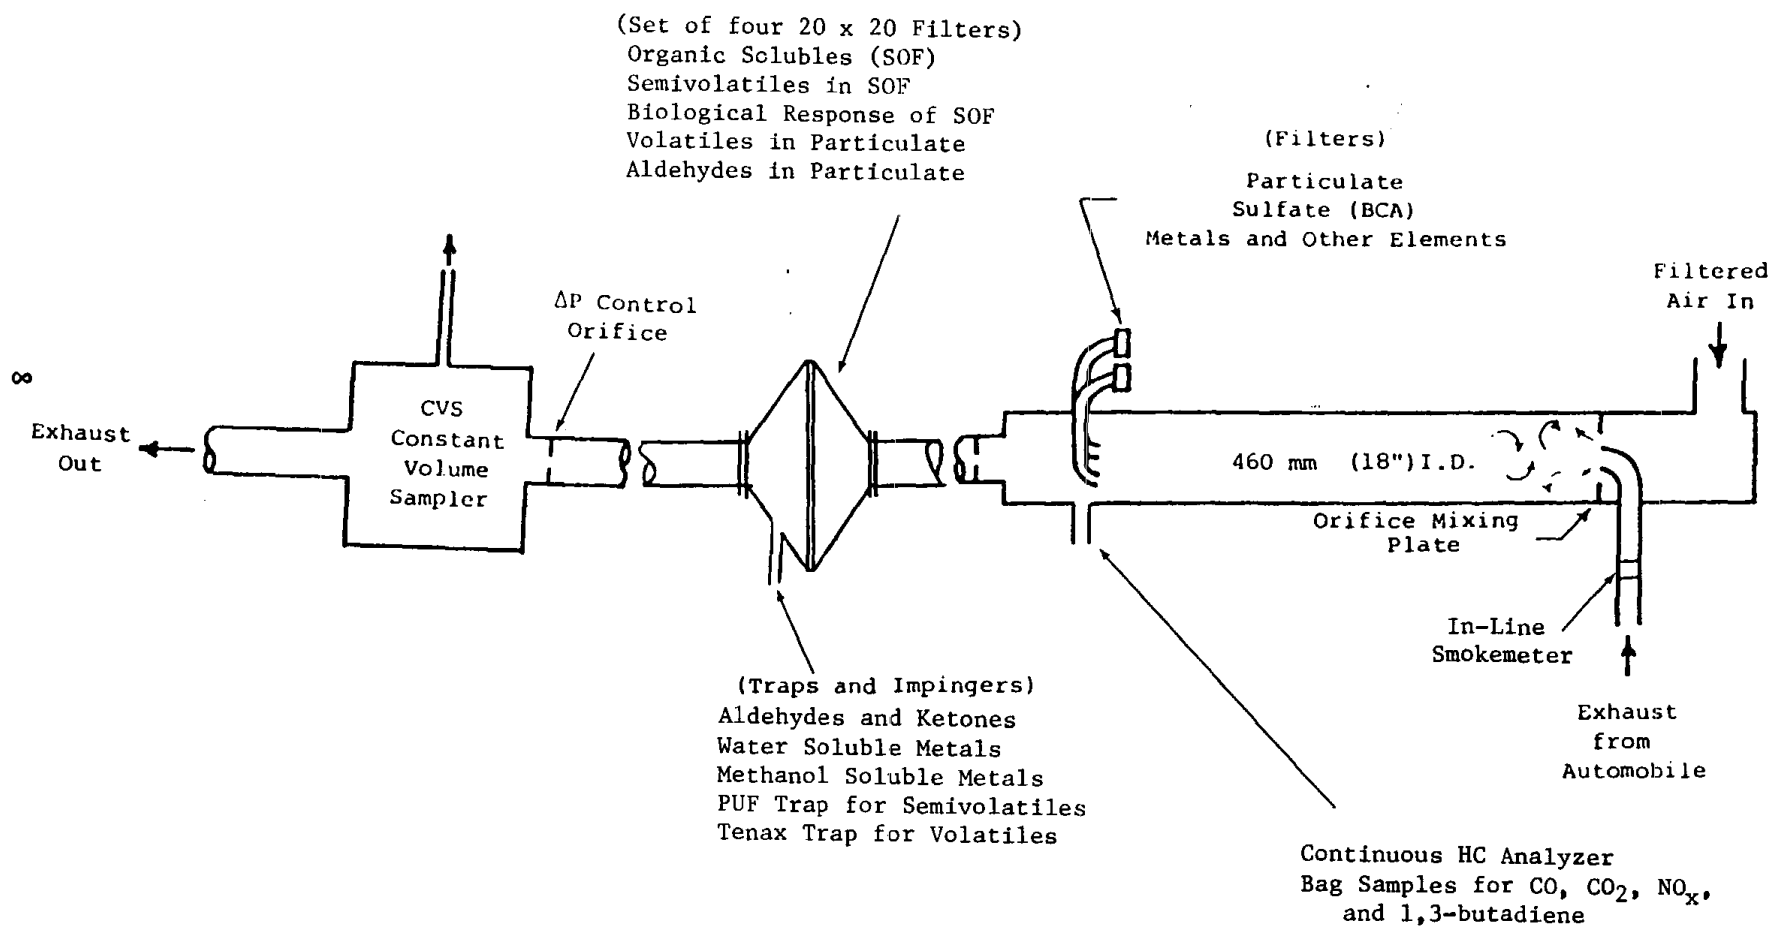 (Set of four 20 x 20 Filters)
Organic Solubles (SOF)
Semivolatiles in SOF
Biological Response of SOF
Volatiles in Particulate
Aldehydes in Particulate
(Filters)
Particulate
Sulfate (BCA)
Metals and Other Elements
Filtered
Air In
ΔP Control
Orifice
∞
Exhaust
Out
CVS
Constant
Volume
Sampler
460 mm (18") I.D.
Orifice Mixing
Plate
In-Line
Smokemeter
Exhaust
from
Automobile
(Traps and Impingers)
Aldehydes and Ketones
Water Soluble Metals
Methanol Soluble Metals
PUF Trap for Semivolatiles
Tenax Trap for Volatiles
Continuous HC Analyzer
Bag Samples for CO, CO₂, NOₓ,
and 1,3-butadiene